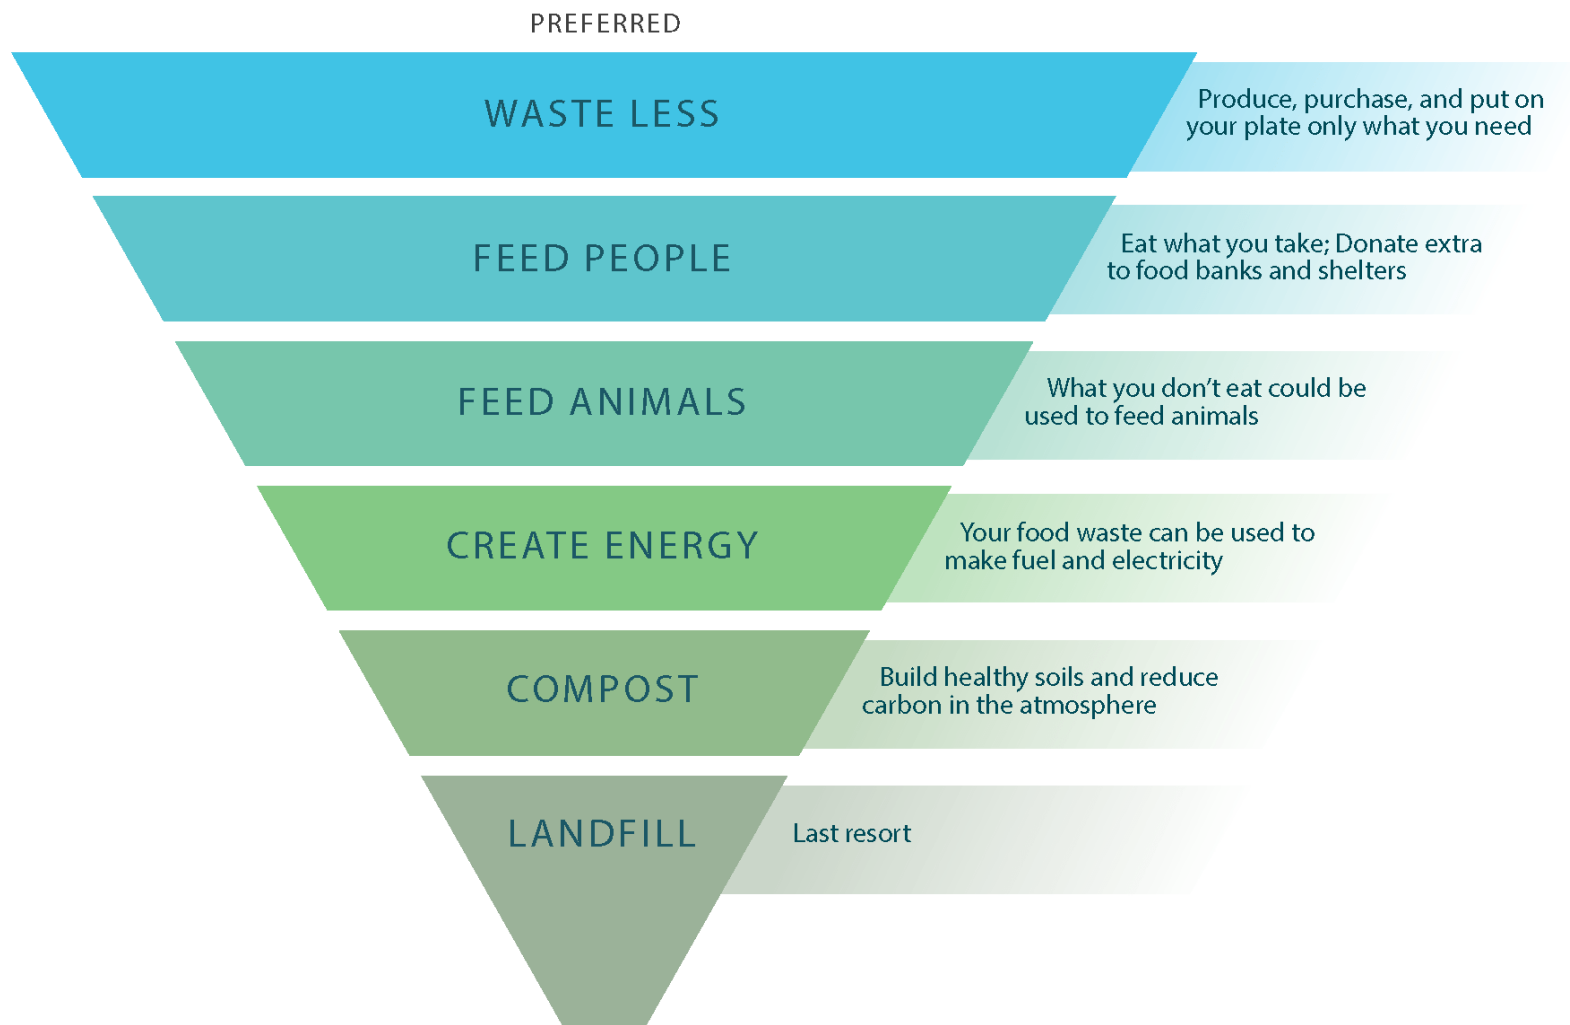 PREFERRED
WASTE LESS
Produce, purchase, and put on
your plate only what you need
FEED PEOPLE
Eat what you take; Donate extra
to food banks and shelters
FEED ANIMALS
What you don’t eat could be
used to feed animals
CREATE ENERGY
Your food waste can be used to
make fuel and electricity
COMPOST
Build healthy soils and reduce
carbon in the atmosphere
LANDFILL
Last resort